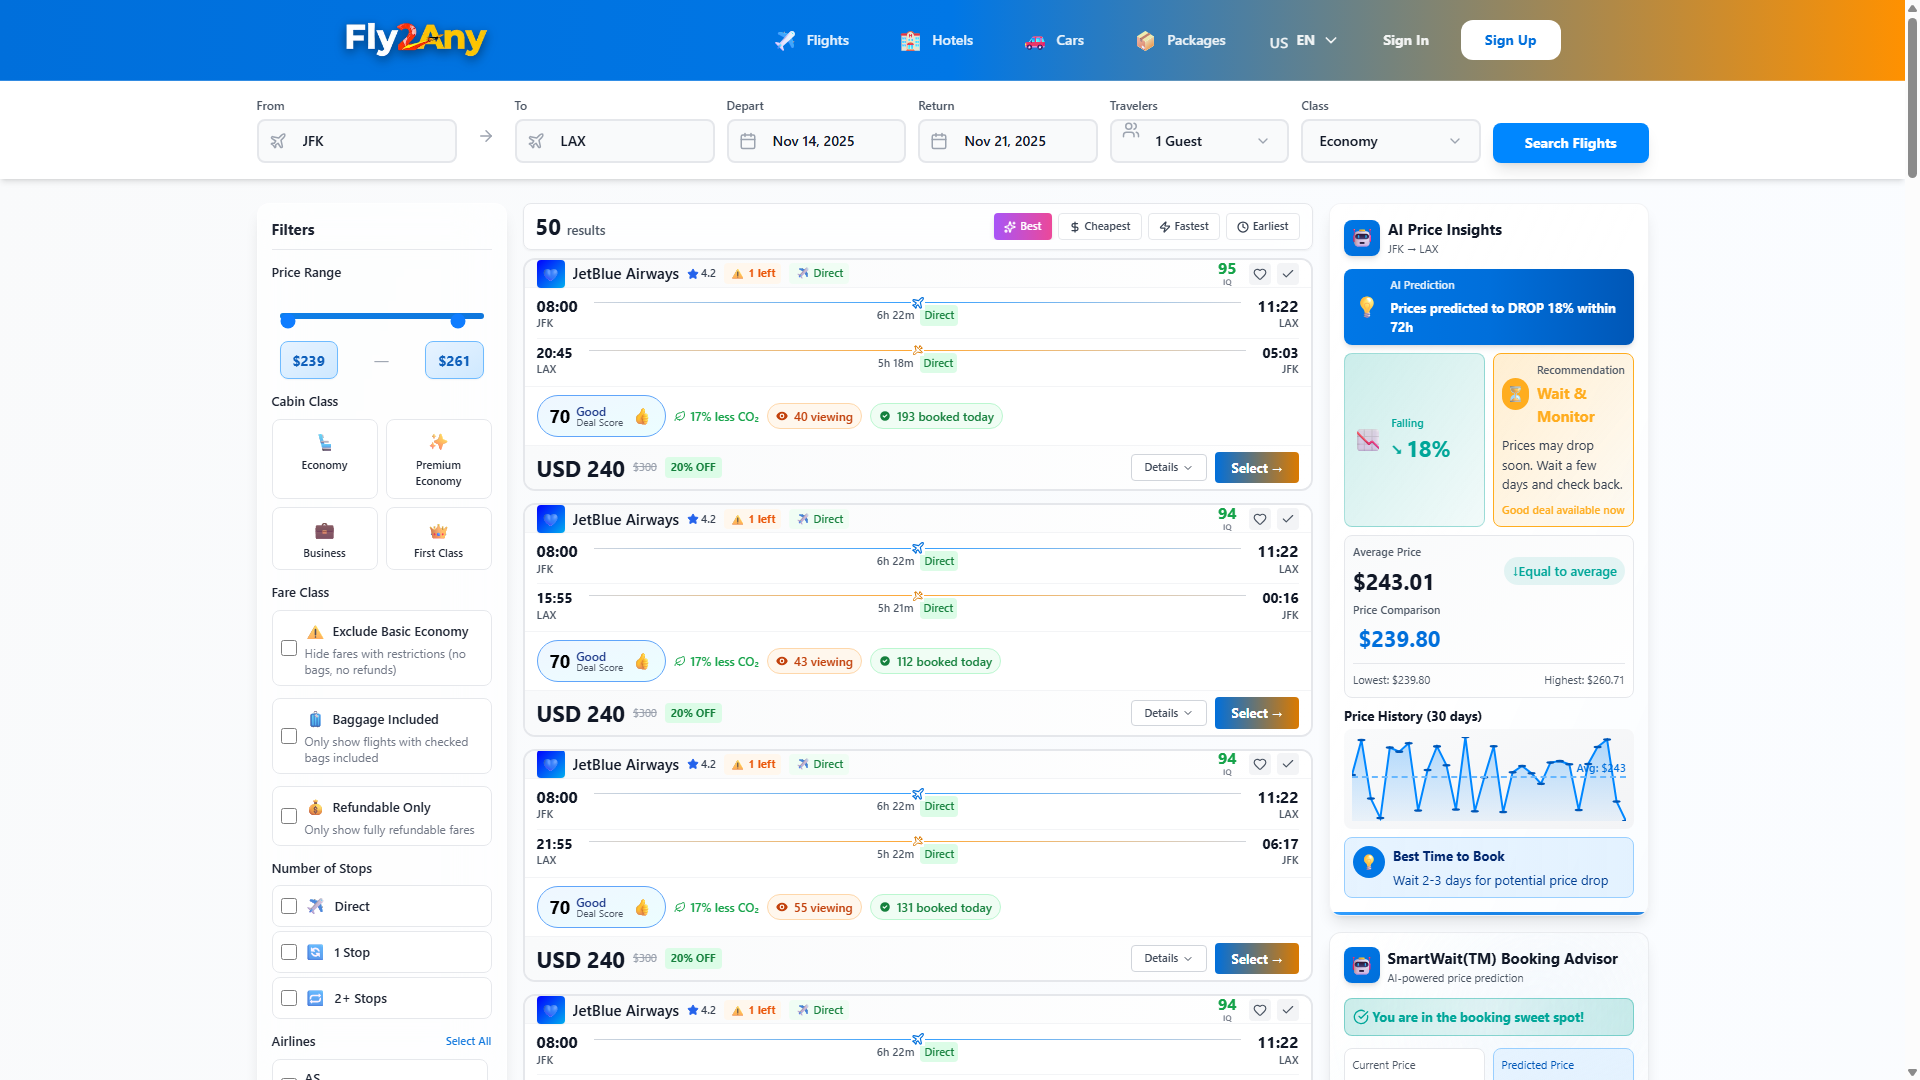 Fly2Any
Flights
Hotels
Cars
Packages
US EN
Sign In
Sign Up
From
JFK
To
LAX
Depart
Nov 14, 2025
Return
Nov 21, 2025
Travelers
1 Guest
Class
Economy
Search Flights
Filters
Price Range
$239 — $261
Cabin Class
Economy
Premium Economy
Business
First Class
Fare Class
Exclude Basic Economy
Hide fares with restrictions (no
bags, no refunds)
Baggage Included
Only show flights with checked
bags included
Refundable Only
Only show fully refundable fares
Number of Stops
Direct
1 Stop
2+ Stops
Airlines Select All
AS
50 results
Best
$ Cheapest
Fastest
Earliest
JetBlue Airways 4.2 1 left Direct 95 IQ
08:00 11:22
JFK 6h 22m Direct LAX
20:45 05:03
LAX 5h 18m Direct JFK
70 Good Deal Score 17% less CO₂ 40 viewing 193 booked today
USD 240 $300 20% OFF Details Select →
JetBlue Airways 4.2 1 left Direct 94 IQ
08:00 11:22
JFK 6h 22m Direct LAX
15:55 00:16
LAX 5h 21m Direct JFK
70 Good Deal Score 17% less CO₂ 43 viewing 112 booked today
USD 240 $300 20% OFF Details Select →
JetBlue Airways 4.2 1 left Direct 94 IQ
08:00 11:22
JFK 6h 22m Direct LAX
21:55 06:17
LAX 5h 22m Direct JFK
70 Good Deal Score 17% less CO₂ 55 viewing 131 booked today
USD 240 $300 20% OFF Details Select →
JetBlue Airways 4.2 1 left Direct 94 IQ
08:00 11:22
JFK 6h 22m Direct LAX
AI Price Insights
JFK → LAX
AI Prediction
Prices predicted to DROP 18% within
72h
Falling
↘ 18%
Recommendation
Wait &
Monitor
Prices may drop
soon. Wait a few
days and check back.
Good deal available now
Average Price
$243.01
↓Equal to average
Price Comparison
$239.80
Lowest: $239.80 Highest: $260.71
Price History (30 days)
Avg: $243
Best Time to Book
Wait 2-3 days for potential price drop
SmartWait(TM) Booking Advisor
AI-powered price prediction
You are in the booking sweet spot!
Current Price
Predicted Price